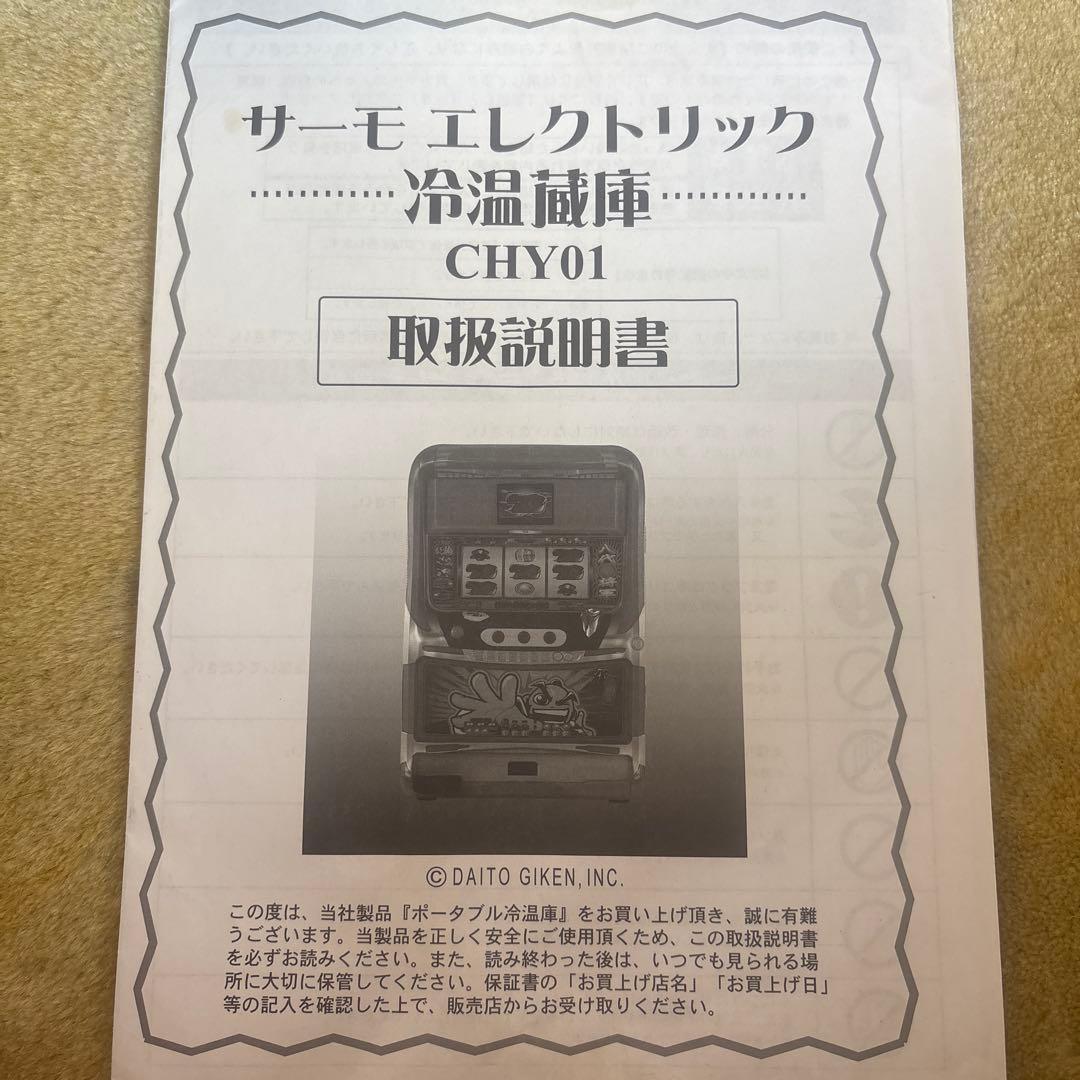 サーモ エレクトリック
冷温蔵庫
CHY01
取扱説明書
©DAITO GIKEN, INC.
この度は、当社製品『ポータブル冷温庫』をお買い上げ頂き、誠に有難
うございます。当製品を正しく安全にご使用頂くため、この取扱説明書
を必ずお読みください。また、読み終わった後は、いつでも見られる場
所に大切に保管してください。保証書の「お買上げ店名」「お買上げ日」
等の記入を確認した上で、販売店からお受け取りください。